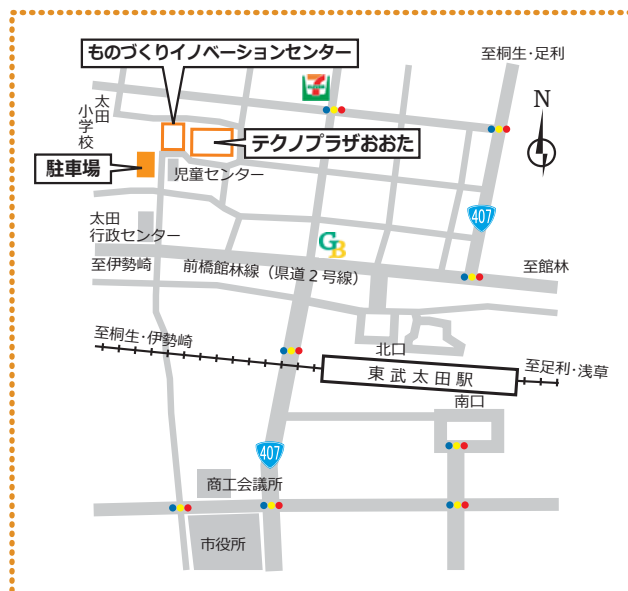 ものづくりイノベーションセンター
至桐生・足利
太田
小学校
N
テクノプラザおおた
駐車場
児童センター
407
太田
行政センター
GB
至伊勢崎
前橋館林線（県道２号線）
至館林
至桐生・伊勢崎
北口
東武太田駅
至足利・浅草
南口
407
商工会議所
市役所